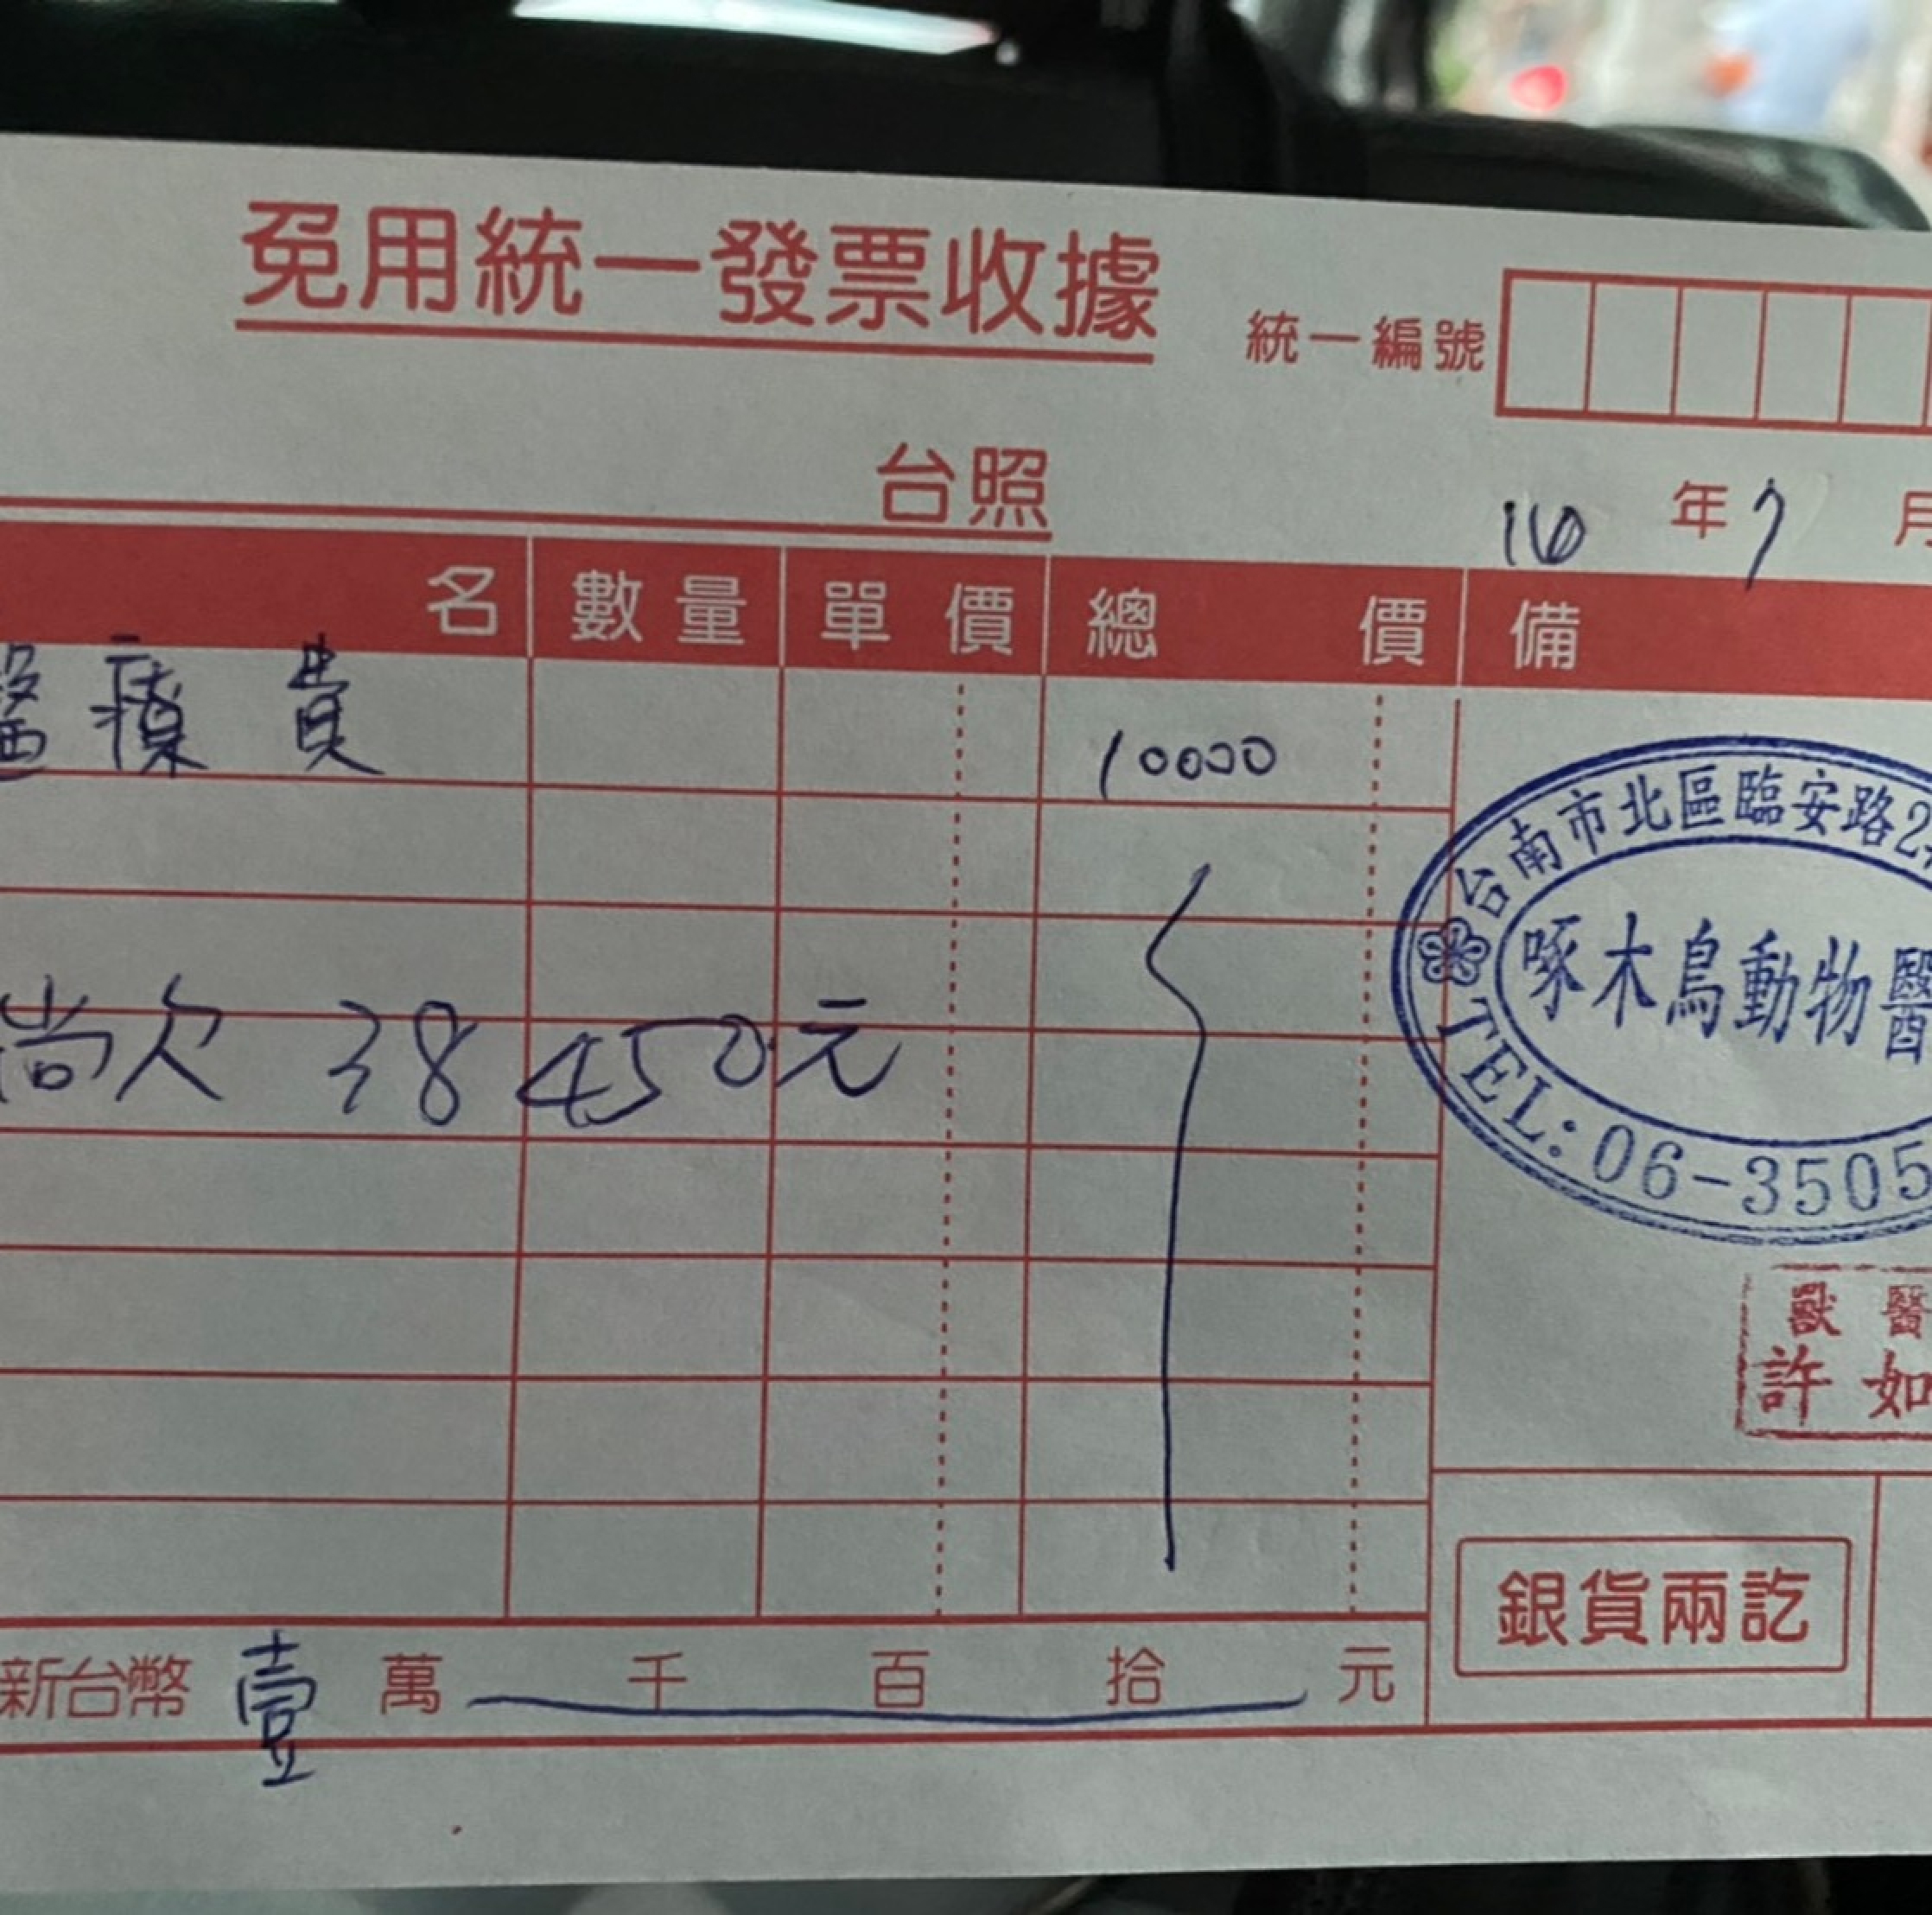 免用統一發票收據
統一編號
台照
年 7 月
名 數量 單價 總價 備
醫療費 10000
尚欠 38450元
台南市北區臨安路2
啄木鳥動物醫
TEL: 06-3505
獸醫
許如
銀貨兩訖
新台幣 壹 萬 千 百 拾 元